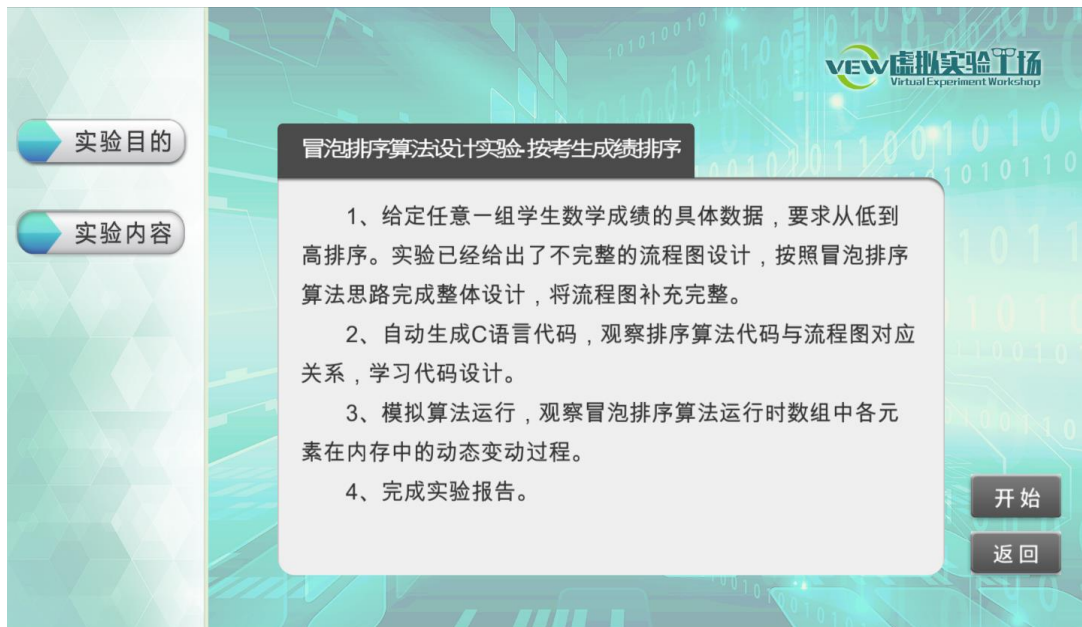 VEW虚拟实验工场
Virtual Experiment Workshop
实验目的
实验内容
冒泡排序算法设计实验-按考生成绩排序
1、给定任意一组学生数学成绩的具体数据，要求从低到
高排序。实验已经给出了不完整的流程图设计，按照冒泡排序
算法思路完成整体设计，将流程图补充完整。
2、自动生成C语言代码，观察排序算法代码与流程图对应
关系，学习代码设计。
3、模拟算法运行，观察冒泡排序算法运行时数组中各元
素在内存中的动态变动过程。
4、完成实验报告。
开始
返回